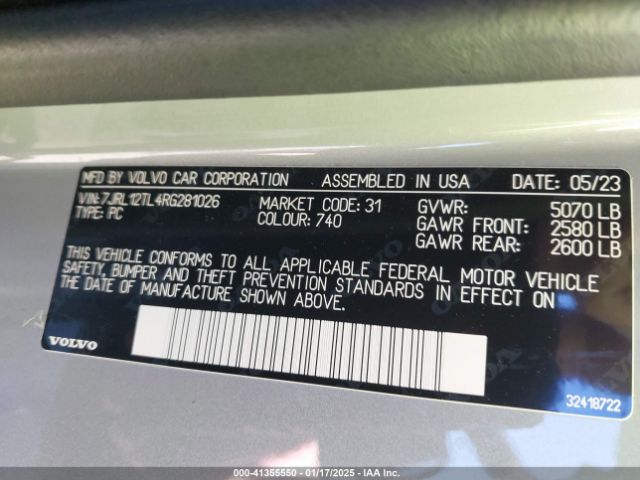 MFD BY VOLVO CAR CORPORATION ASSEMBLED IN USA DATE: 05/23
VIN:7JRL12TL4RG281026 MARKET CODE: 31 GVWR: 5070 LB
TYPE: PC COLOUR: 740 GAWR FRONT: 2580 LB
GAWR REAR: 2600 LB
THIS VEHICLE CONFORMS TO ALL APPLICABLE FEDERAL MOTOR VEHICLE
SAFETY, BUMPER AND THEFT PREVENTION STANDARDS IN EFFECT ON
THE DATE OF MANUFACTURE SHOWN ABOVE.
VOLVO
32418722
000-41355550 — 01/17/2025 — IAA Inc.